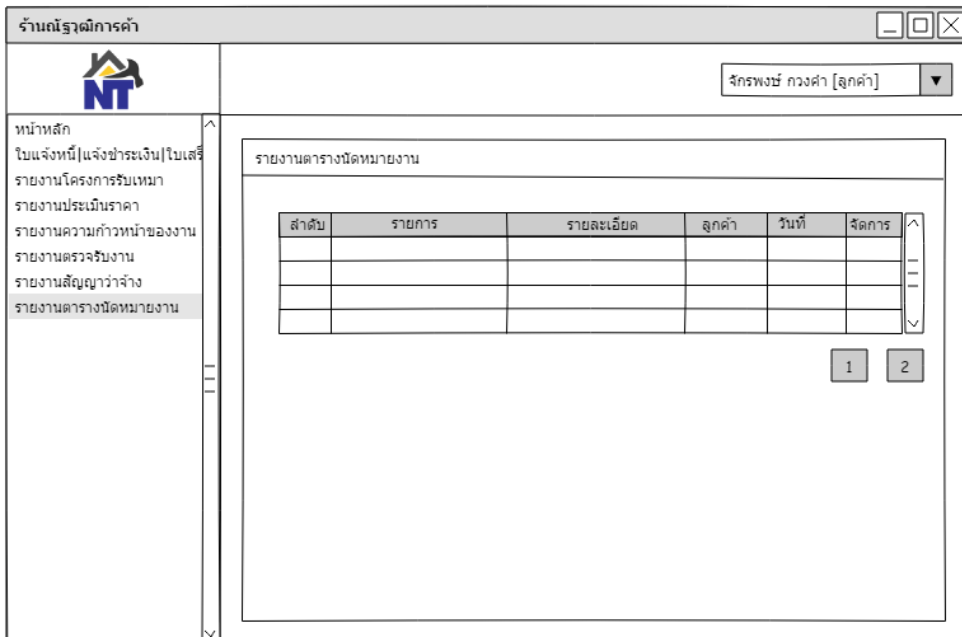 ร้านณัฐวุฒิการค้า
NT
จักรพงษ์ กวงคำ [ลูกค้า]
หน้าหลัก
ใบแจ้งหนี้|แจ้งชำระเงิน|ใบเสร็
รายงานโครงการรับเหมา
รายงานประเมินราคา
รายงานความก้าวหน้าของงาน
รายงานตรวจรับงาน
รายงานสัญญาว่าจ้าง
รายงานตารางนัดหมายงาน
รายงานตารางนัดหมายงาน
ลำดับ รายการ รายละเอียด ลูกค้า วันที่ จัดการ
1 2